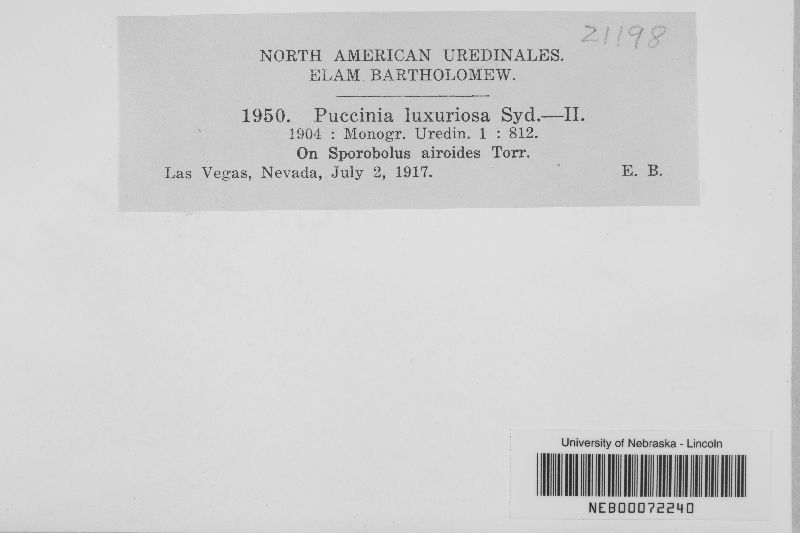 21198
NORTH AMERICAN UREDINALES.
ELAM BARTHOLOMEW.
1950. Puccinia luxuriosa Syd.—II.
1904 : Monogr. Uredin. 1 : 812.
On Sporobolus airoides Torr.
Las Vegas, Nevada, July 2, 1917. E. B.
University of Nebraska - Lincoln
NEB00072240